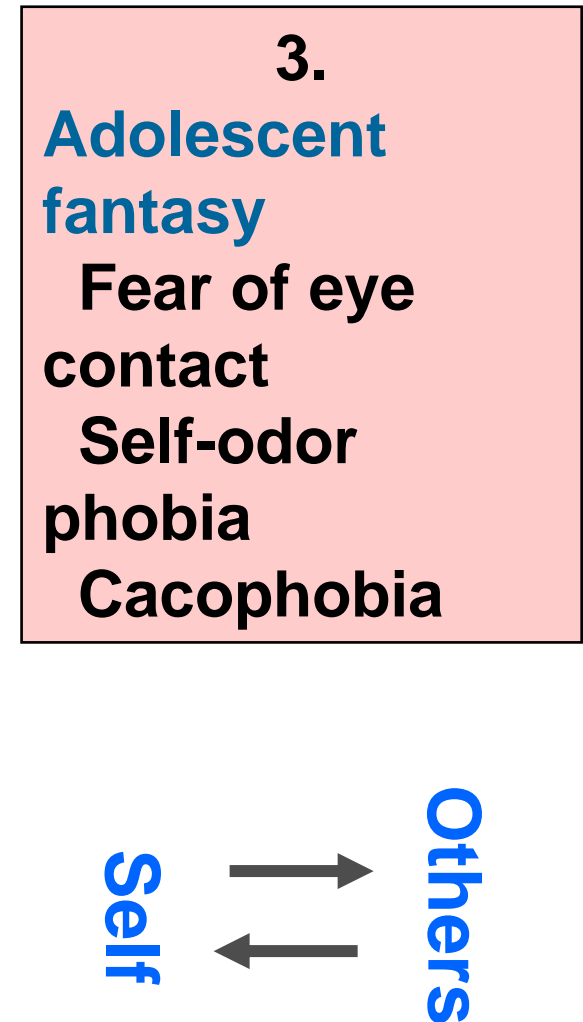 3.
Adolescent
fantasy
Fear of eye
contact
Self-odor
phobia
Cacophobia
Self
Others